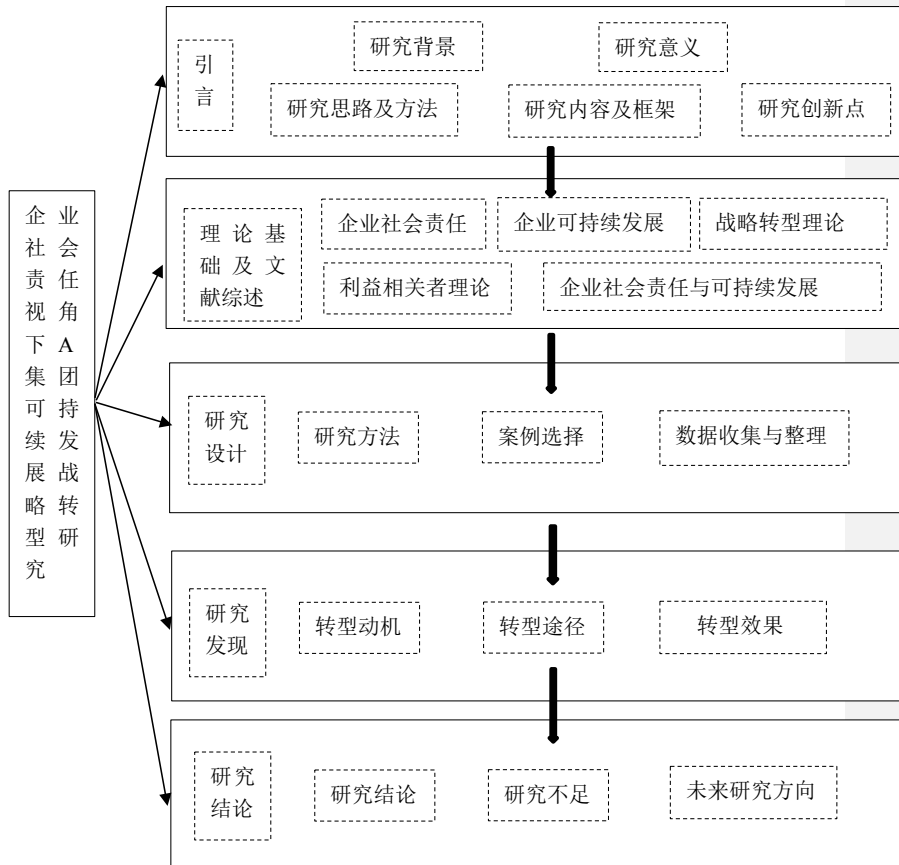 企业
社会
责任
视角
下A
集团
可持
续发
展战
略转
型研
究
引
言
研究背景
研究意义
研究思路及方法
研究内容及框架
研究创新点
理论基
础及文
献综述
企业社会责任
企业可持续发展
战略转型理论
利益相关者理论
企业社会责任与可持续发展
研究
设计
研究方法
案例选择
数据收集与整理
研究
发现
转型动机
转型途径
转型效果
研究
结论
研究结论
研究不足
未来研究方向